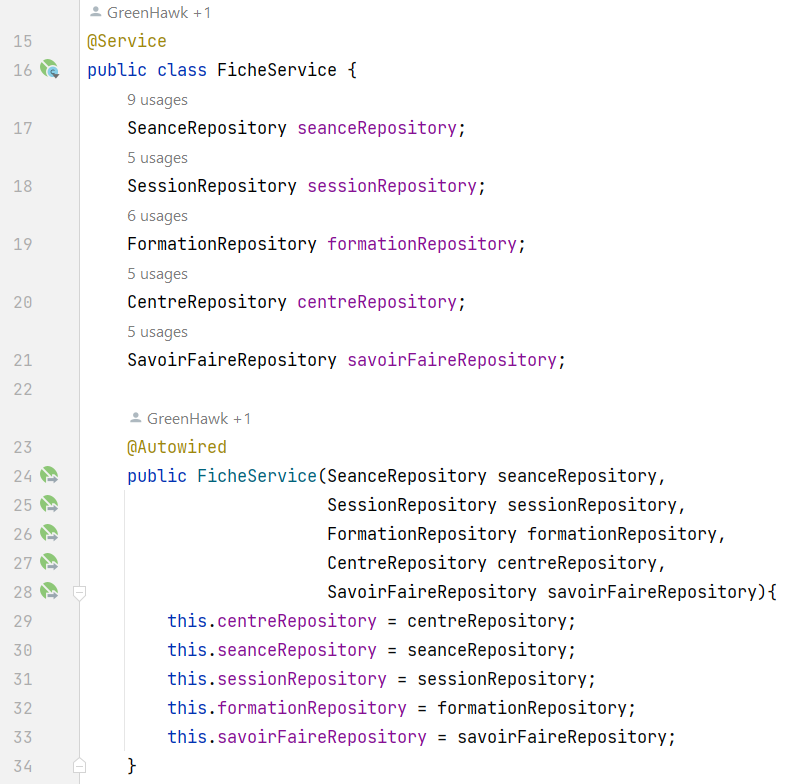 GreenHawk +1
15 @Service
16 public class FicheService {
9 usages
17 SeanceRepository seanceRepository;
5 usages
18 SessionRepository sessionRepository;
6 usages
19 FormationRepository formationRepository;
5 usages
20 CentreRepository centreRepository;
5 usages
21 SavoirFaireRepository savoirFaireRepository;
22
GreenHawk +1
23 @Autowired
24 public FicheService(SeanceRepository seanceRepository,
25 SessionRepository sessionRepository,
26 FormationRepository formationRepository,
27 CentreRepository centreRepository,
28 SavoirFaireRepository savoirFaireRepository){
29 this.centreRepository = centreRepository;
30 this.seanceRepository = seanceRepository;
31 this.sessionRepository = sessionRepository;
32 this.formationRepository = formationRepository;
33 this.savoirFaireRepository = savoirFaireRepository;
34 }